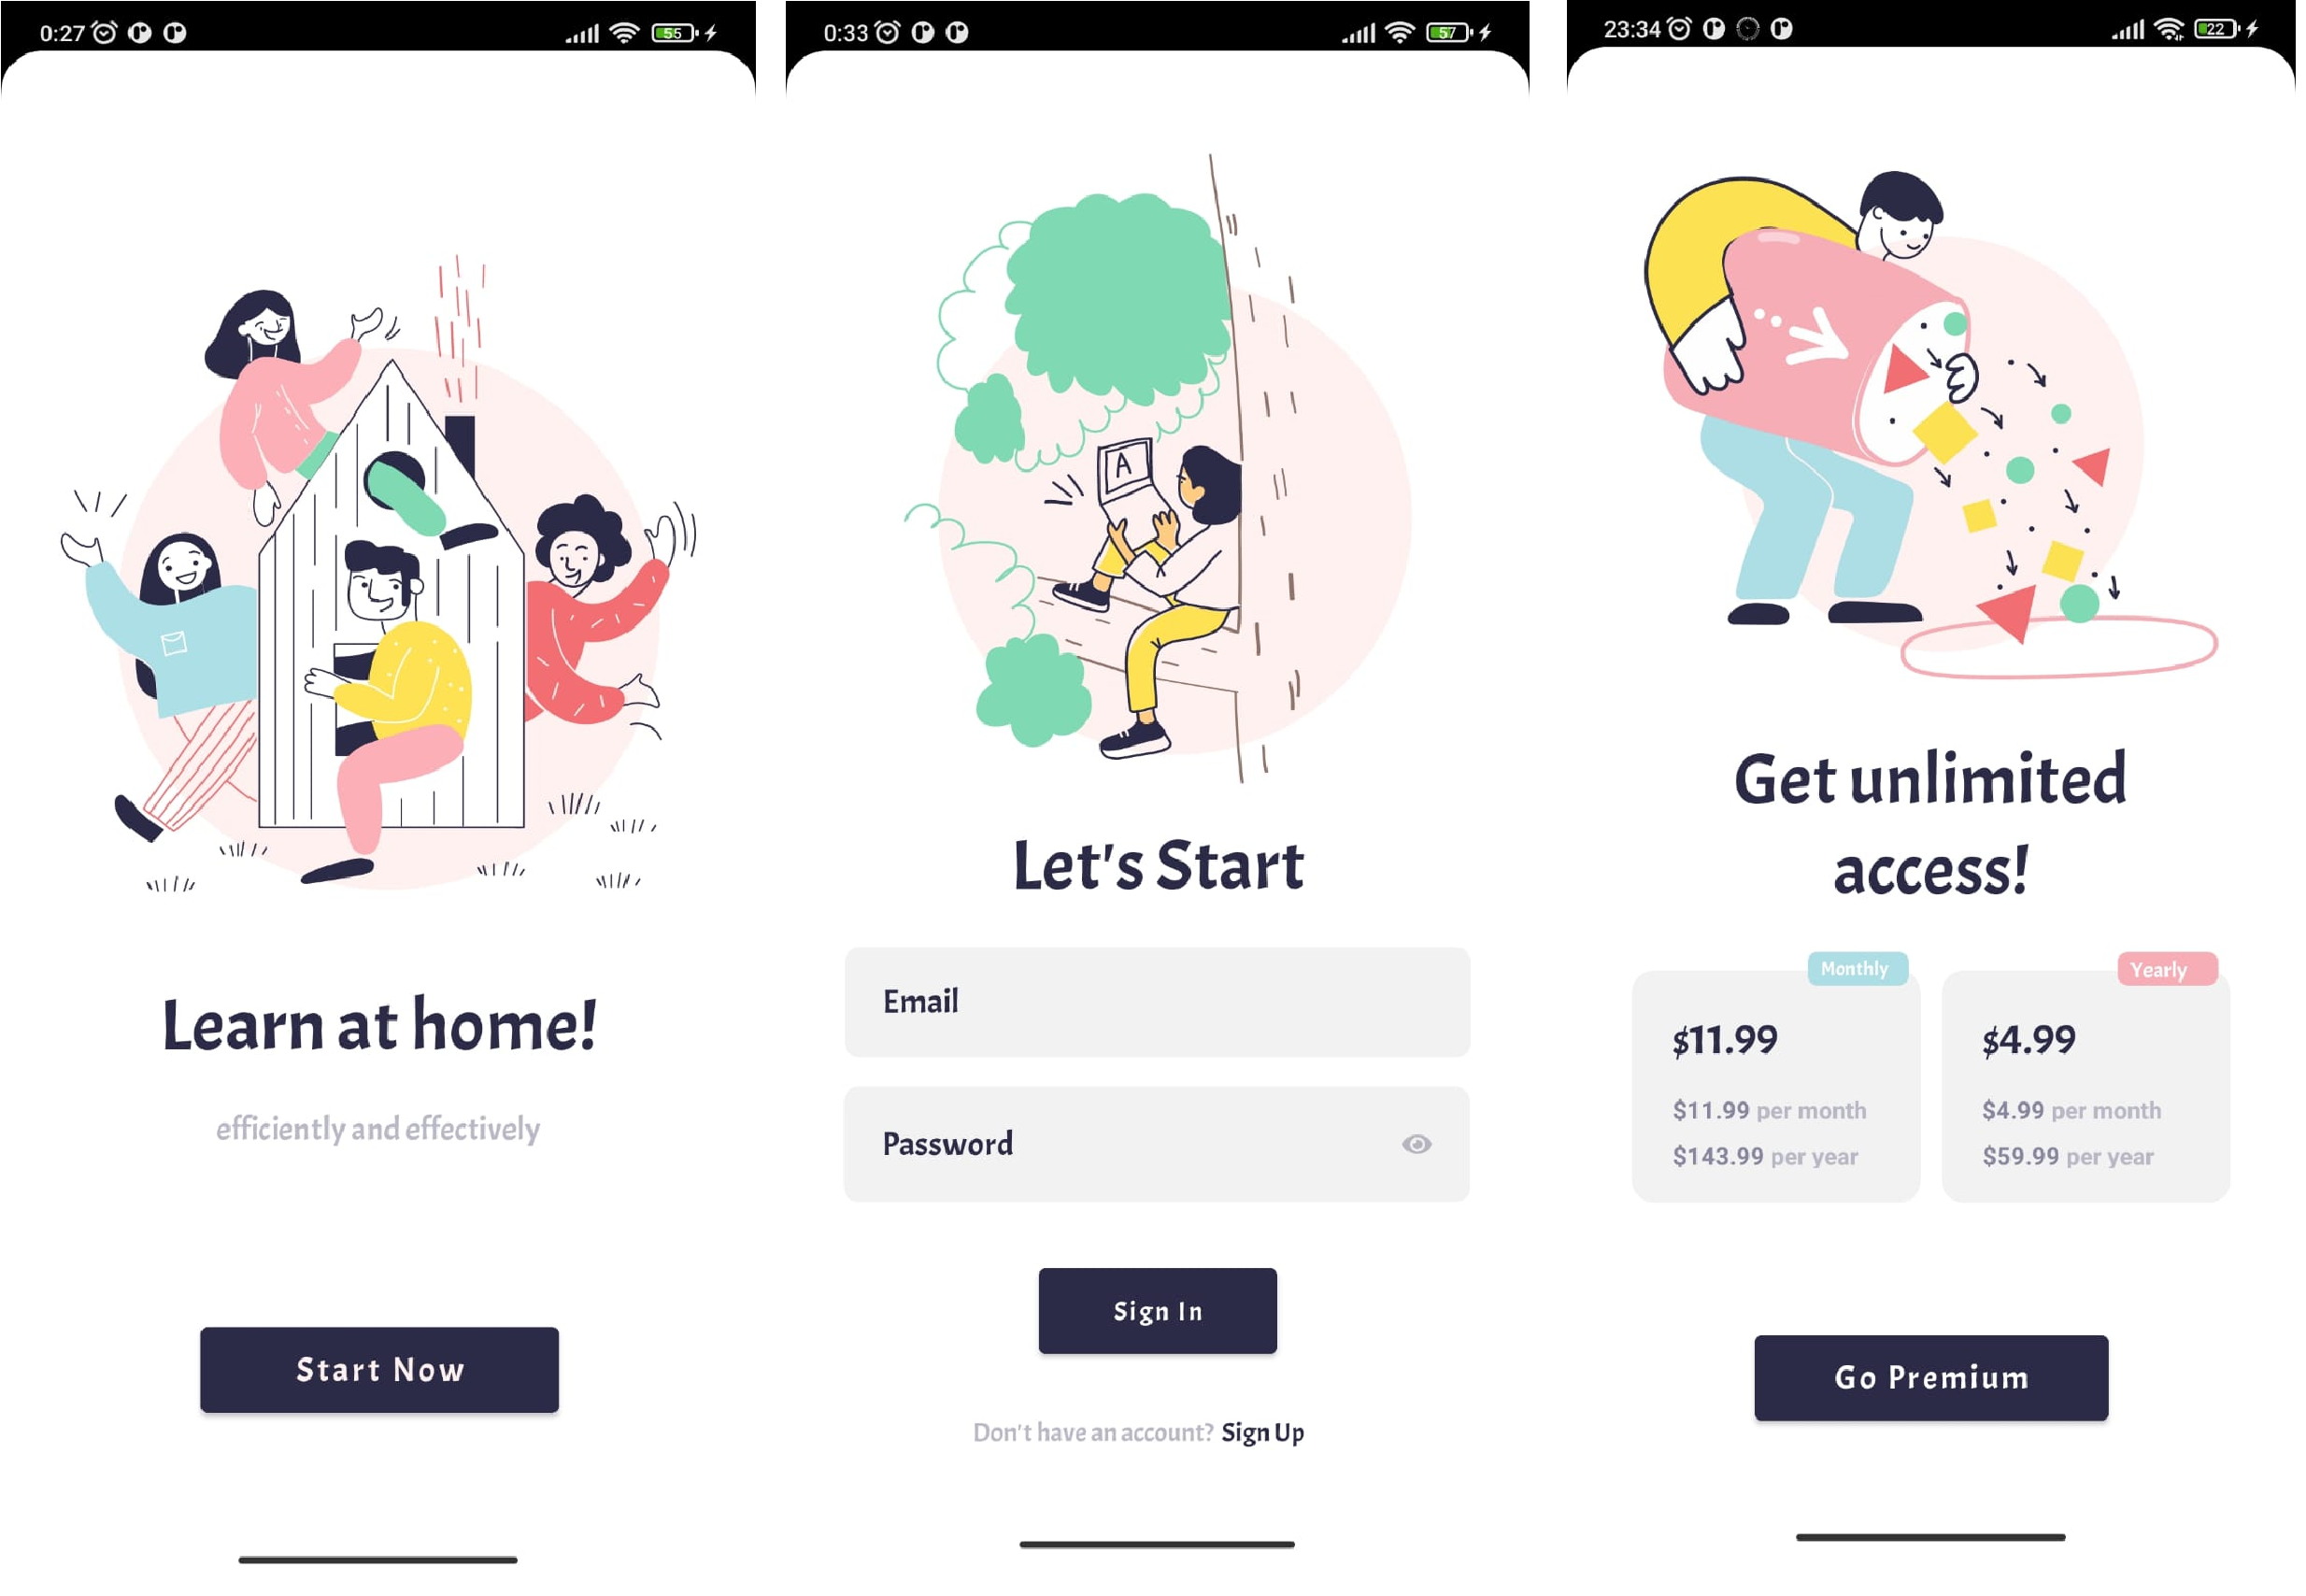 0:27
55
Learn at home!
efficiently and effectively
Start Now
0:33
57
A
Let's Start
Email
Password
Sign In
Don't have an account? Sign Up
23:34
22
Get unlimited
access!
Monthly
$11.99
$11.99 per month
$143.99 per year
Yearly
$4.99
$4.99 per month
$59.99 per year
Go Premium